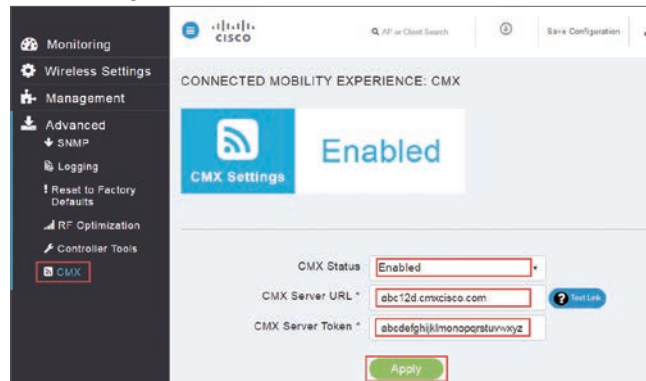 Monitoring
Wireless Settings
Management
Advanced
SNMP
Logging
Reset to Factory
Defaults
RF Optimization
Controller Tools
CMX
CISCO
AP or Client Search
Save Configuration
CONNECTED MOBILITY EXPERIENCE: CMX
CMX Settings
Enabled
CMX Status
Enabled
CMX Server URL *
abc12d.cmxcisco.com
? Test Link
CMX Server Token *
abcdefghijklmonopqrstuvwxyz
Apply